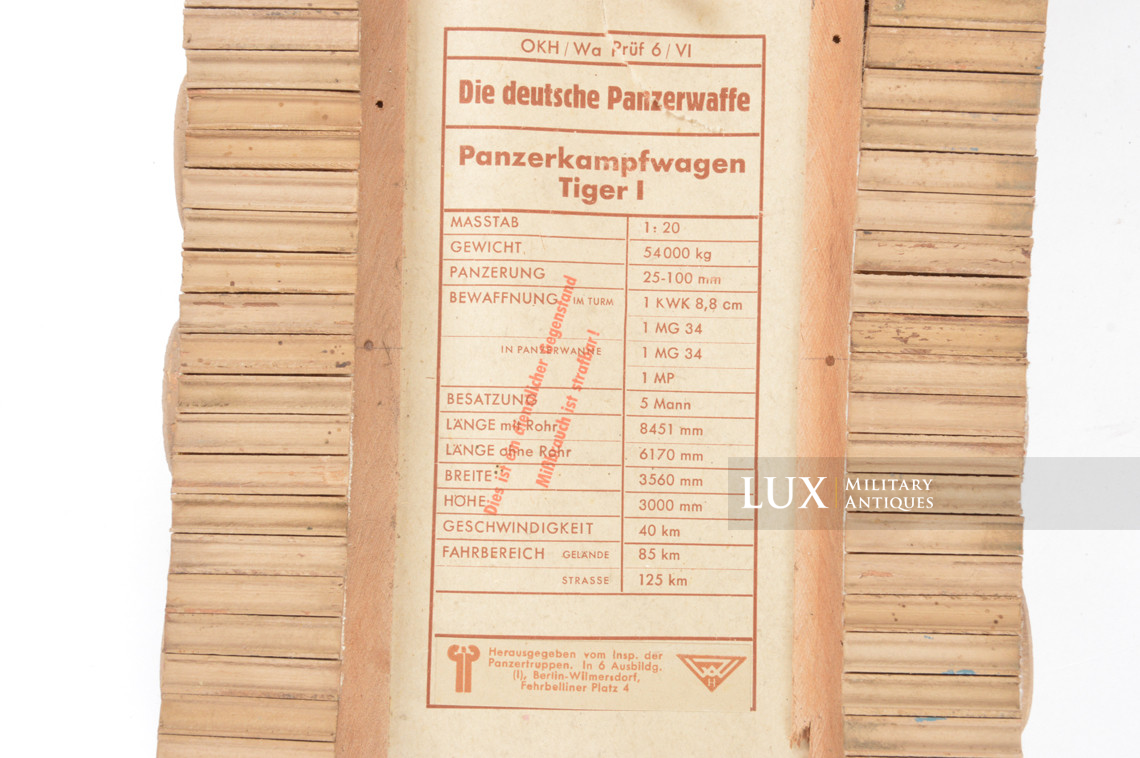 OKH / Wa Prüf 6 / VI
Die deutsche Panzerwaffe
Panzerkampfwagen
Tiger I
MASSTAB 1: 20
GEWICHT 54000 kg
PANZERUNG 25-100 mm
BEWAFFNUNG IM TURM 1 KWK 8,8 cm
1 MG 34
IN PANZERWANNE 1 MG 34
1 MP
BESATZUNG 5 Mann
LÄNGE mit Rohr 8451 mm
LÄNGE ohne Rohr 6170 mm
BREITE 3560 mm
HÖHE 3000 mm
GESCHWINDIGKEIT 40 km
FAHRBEREICH GELÄNDE 85 km
STRASSE 125 km
Dies ist ein dienstlicher Gegenstand
Mißbrauch ist strafbar!
Herausgegeben vom Insp. der
Panzertruppen. In 6 Ausbildg.
(I), Berlin-Wilmersdorf,
Fehrbelliner Platz 4
WH
LUX MILITARY
ANTIQUES